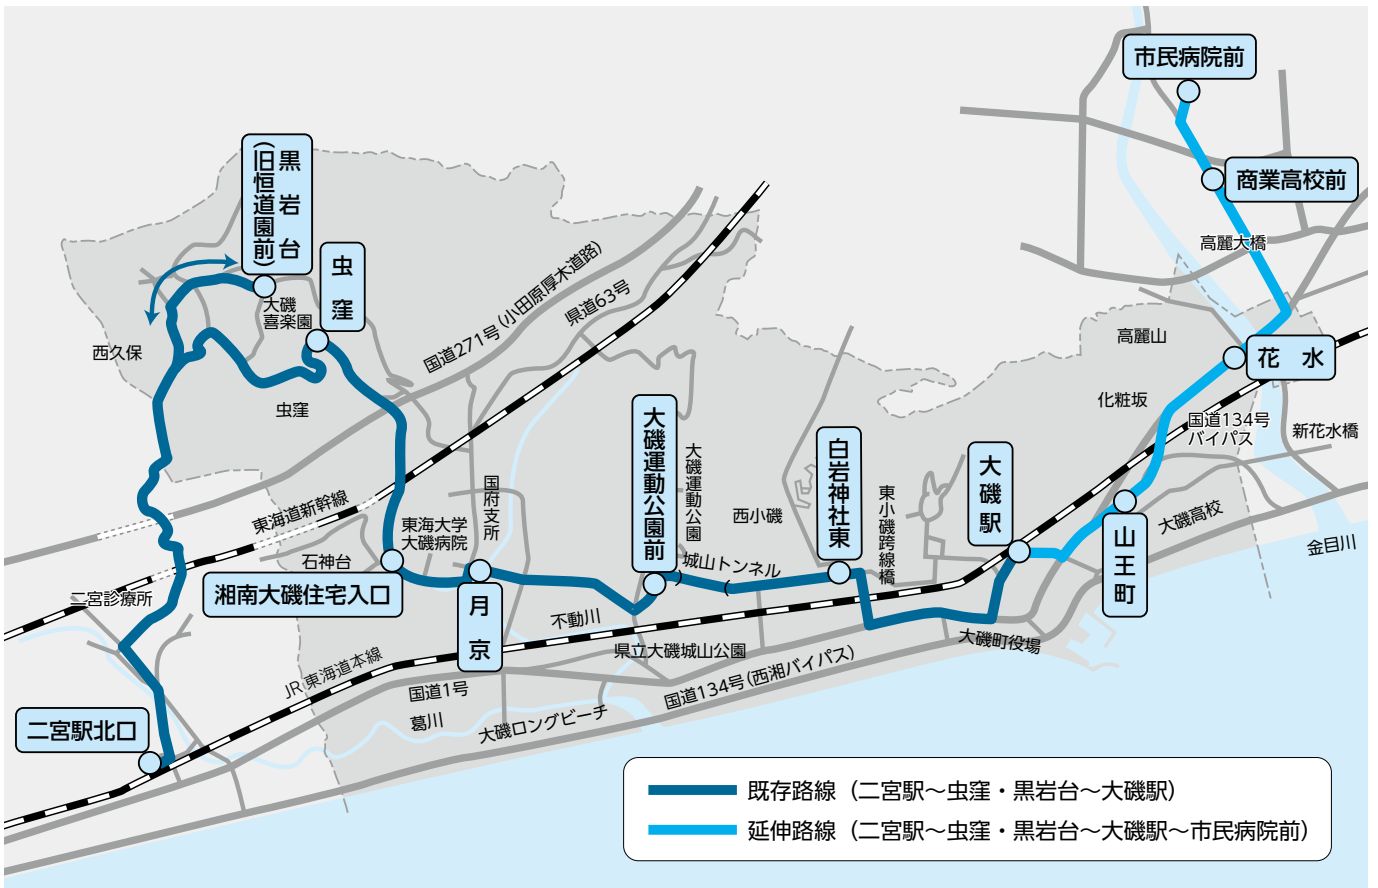 市民病院前
商業高校前
高麗大橋
黒岩台
(旧恒道園前)
虫窪
大磯
喜楽園
西久保
虫窪
国道271号(小田原厚木道路)
県道63号
高麗山
花水
化粧坂
国道134号
バイパス
新花水橋
大磯運動公園前
大磯運動公園
白岩神社東
西小磯
東小磯跨線橋
大磯駅
山王町
大磯高校
金目川
東海道新幹線
国府支所
東海大学
大磯病院
石神台
湘南大磯住宅入口
月京
城山トンネル
不動川
二宮診療所
県立大磯城山公園
大磯町役場
JR東海道本線
国道1号
国道134号(西湘バイパス)
葛川
大磯ロングビーチ
二宮駅北口
既存路線（二宮駅～虫窪・黒岩台～大磯駅）
延伸路線（二宮駅～虫窪・黒岩台～大磯駅～市民病院前）